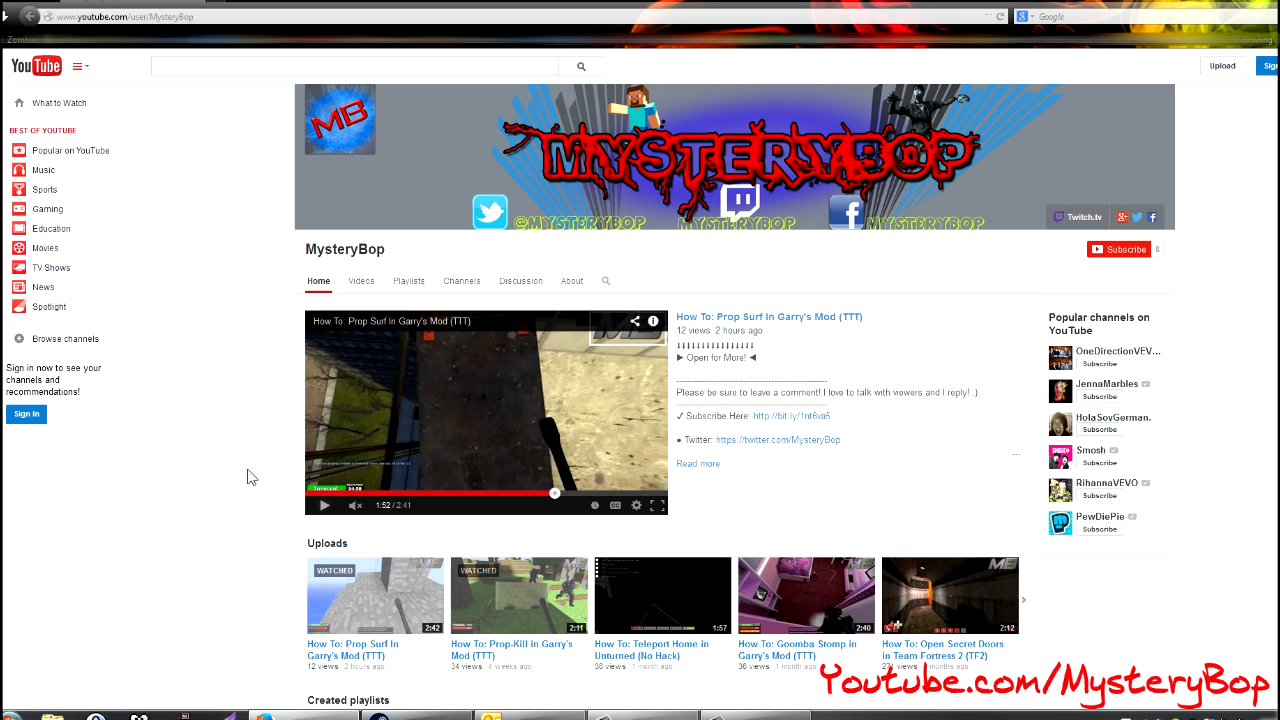 www.youtube.com/user/MysteryBop
Google
Zombies
You Tube
Upload
Sign
What to Watch
BEST OF YOUTUBE
Popular on YouTube
Music
Sports
Gaming
Education
Movies
TV Shows
News
Spotlight
Browse channels
Sign in now to see your
channels and
recommendations!
Sign In
MB
MYSTERYBOP
@MYSTERYBOP
MYSTERYBOP
MYSTERYBOP
Twitch.tv
MysteryBop
Subscribe 8
Home Videos Playlists Channels Discussion About
How To: Prop Surf In Garry's Mod (TTT)
1:52 / 2:41
How To: Prop Surf In Garry's Mod (TTT)
12 views 2 hours ago
↓↓↓↓↓↓↓↓↓↓↓↓↓↓↓
► Open for More! ◄
Please be sure to leave a comment! I love to talk with viewers and I reply! :)
✓ Subscribe Here: http://bit.ly/1nt6va5
● Twitter: https://twitter.com/MysteryBop
...
Read more
Popular channels on
YouTube
OneDirectionVEV...
Subscribe
JennaMarbles
Subscribe
HolaSoyGerman.
Subscribe
Smosh
Subscribe
RihannaVEVO
Subscribe
PewDiePie
Subscribe
Uploads
WATCHED
2:42
How To: Prop Surf In
Garry's Mod (TTT)
12 views 2 hours ago
WATCHED
2:11
How To: Prop-Kill in Garry's
Mod (TTT)
34 views 4 weeks ago
1:57
How To: Teleport Home in
Unturned (No Hack)
36 views 1 month ago
2:40
How To: Goomba Stomp in
Garry's Mod (TTT)
36 views 1 month ago
2:12
How To: Open Secret Doors
in Team Fortress 2 (TF2)
views months ago
Created playlists
Youtube.com/MysteryBop